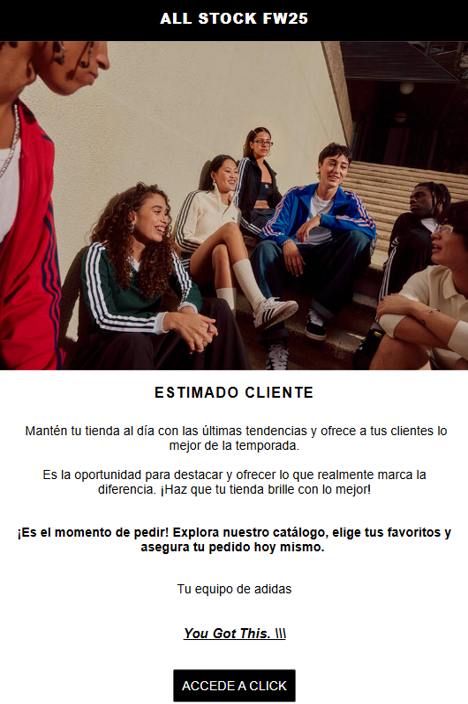 ALL STOCK FW25
ESTIMADO CLIENTE
Mantén tu tienda al día con las últimas tendencias y ofrece a tus clientes lo
mejor de la temporada.
Es la oportunidad para destacar y ofrecer lo que realmente marca la
diferencia. ¡Haz que tu tienda brille con lo mejor!
¡Es el momento de pedir! Explora nuestro catálogo, elige tus favoritos y
asegura tu pedido hoy mismo.
Tu equipo de adidas
You Got This. \\\
ACCEDE A CLICK